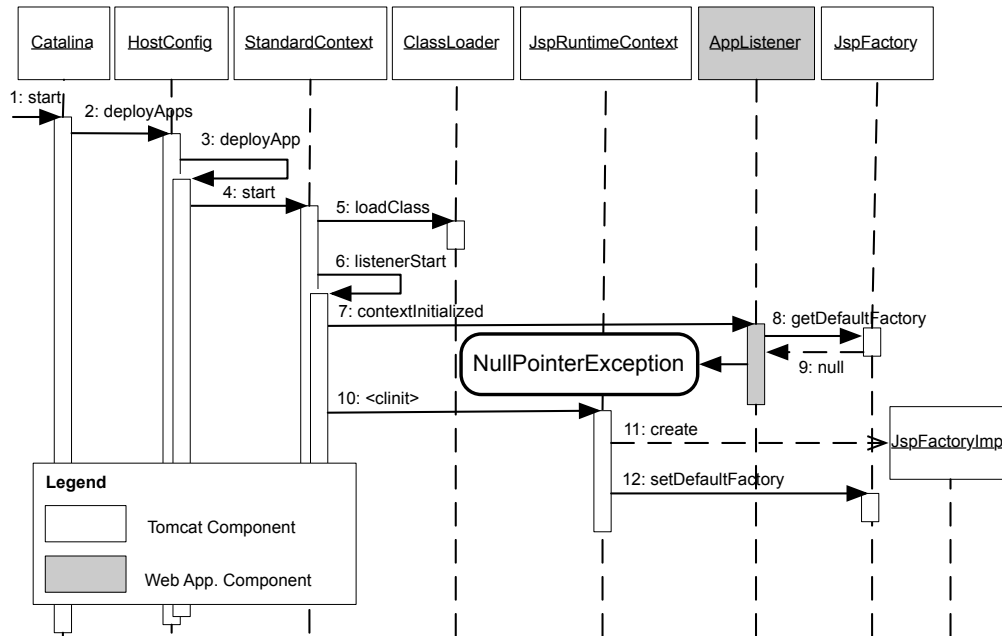 Catalina
HostConfig
StandardContext
ClassLoader
JspRuntimeContext
AppListener
JspFactory
1: start
2: deployApps
3: deployApp
4: start
5: loadClass
6: listenerStart
7: contextInitialized
8: getDefaultFactory
NullPointerException
9: null
10: <clinit>
11: create
JspFactoryImp
12: setDefaultFactory
Legend
Tomcat Component
Web App. Component